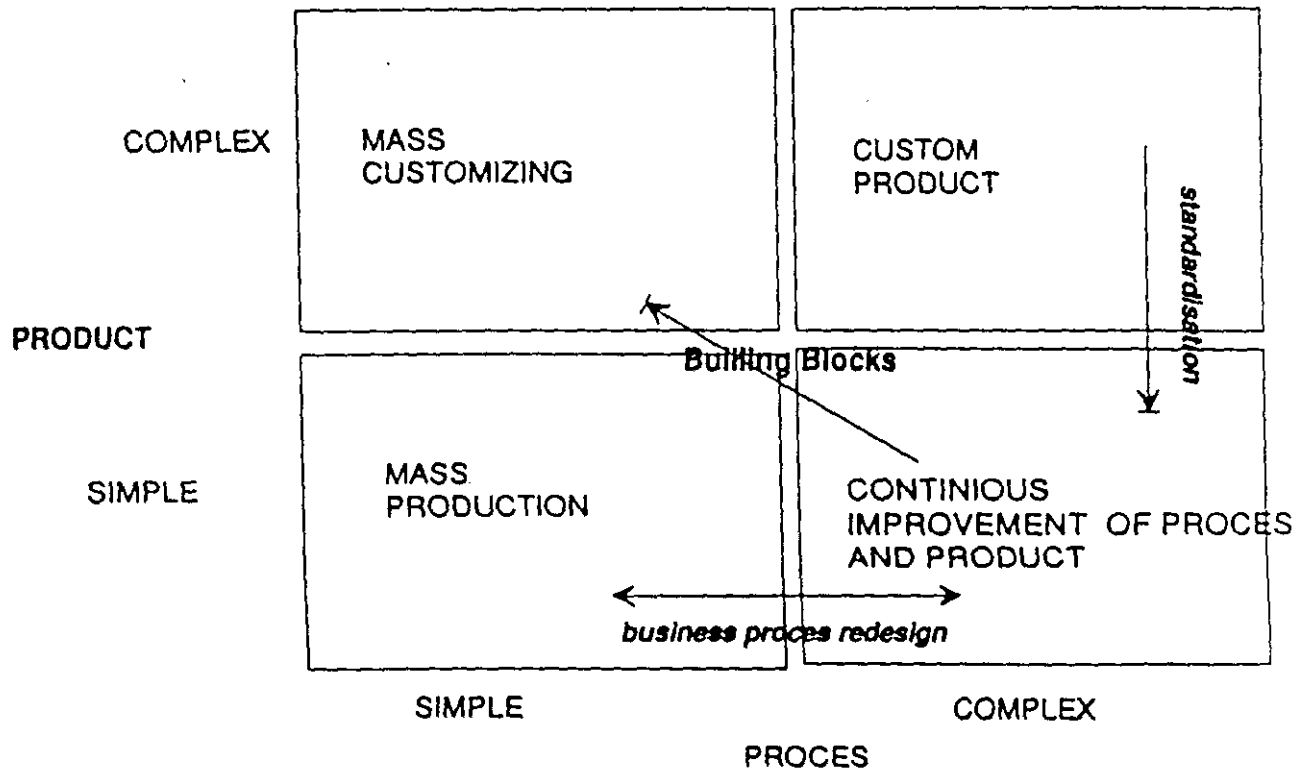 COMPLEX
MASS
CUSTOMIZING
CUSTOM
PRODUCT
standardisation
PRODUCT
Builling Blocks
SIMPLE
MASS
PRODUCTION
CONTINIOUS
IMPROVEMENT OF PROCES
AND PRODUCT
business proces redesign
SIMPLE
COMPLEX
PROCES